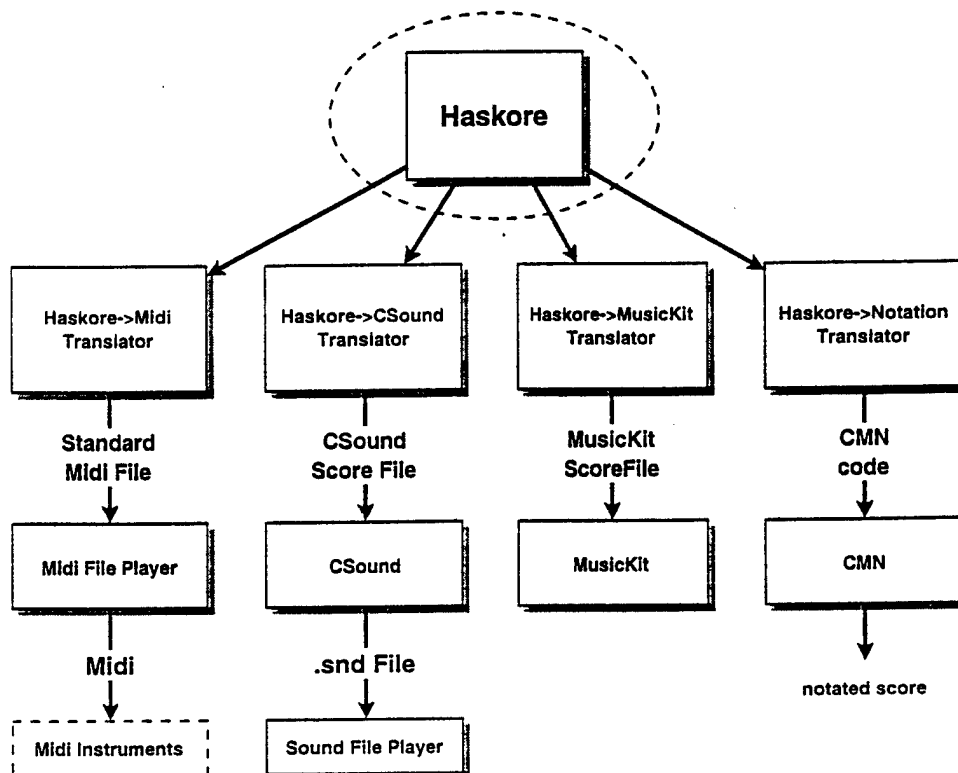 Haskore
Haskore->Midi
Translator
Haskore->CSound
Translator
Haskore->MusicKit
Translator
Haskore->Notation
Translator
Standard
Midi File
CSound
Score File
MusicKit
ScoreFile
CMN
code
Midi File Player
CSound
MusicKit
CMN
Midi
.snd File
notated score
Midi Instruments
Sound File Player